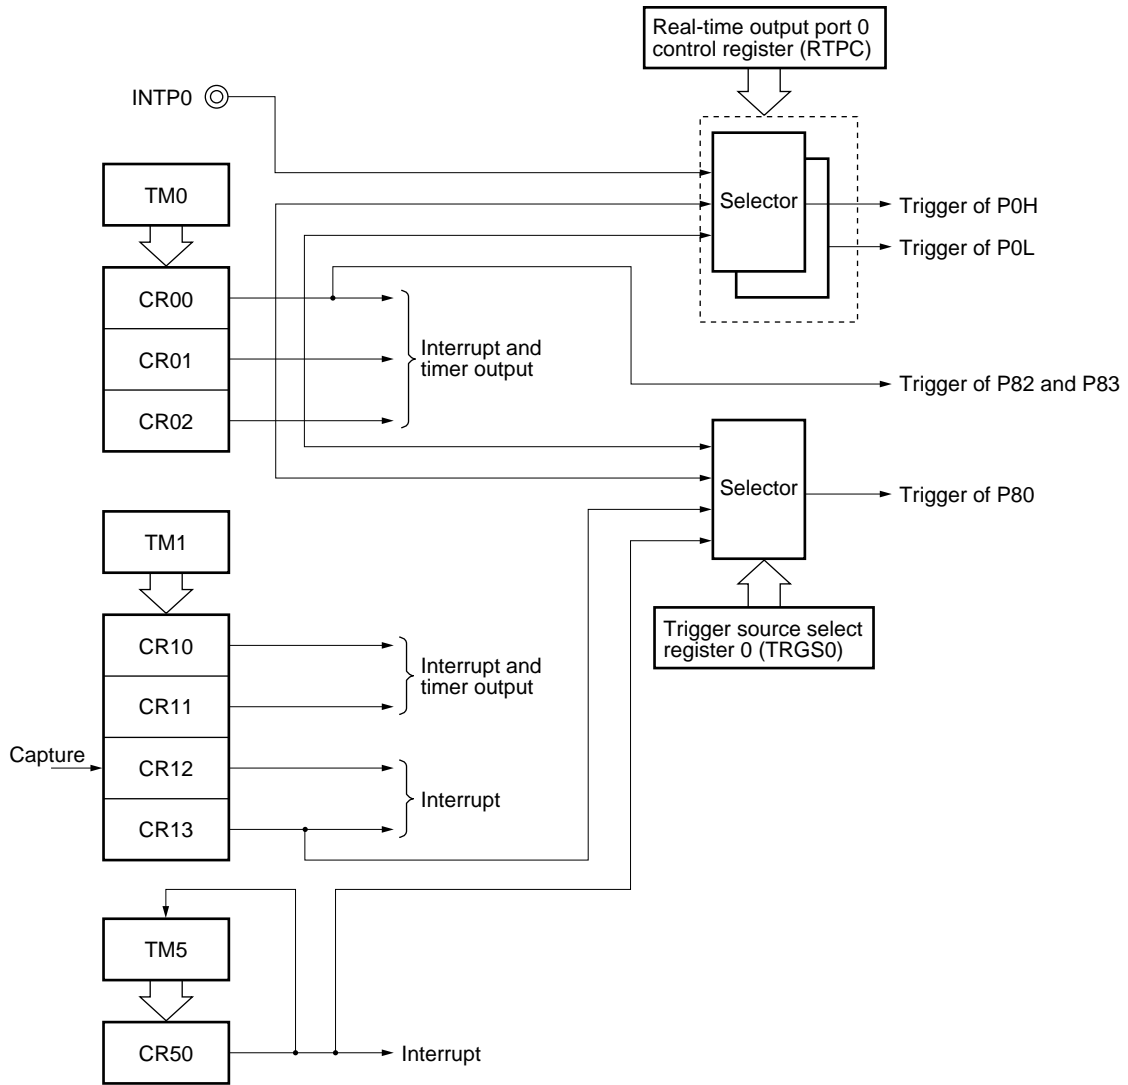 Real-time output port 0
control register (RTPC)
INTP0
TM0
Selector
Trigger of P0H
Trigger of P0L
CR00
CR01
CR02
Interrupt and
timer output
Trigger of P82 and P83
Selector
Trigger of P80
TM1
Trigger source select
register 0 (TRGS0)
CR10
CR11
Interrupt and
timer output
Capture
CR12
CR13
Interrupt
TM5
CR50
Interrupt